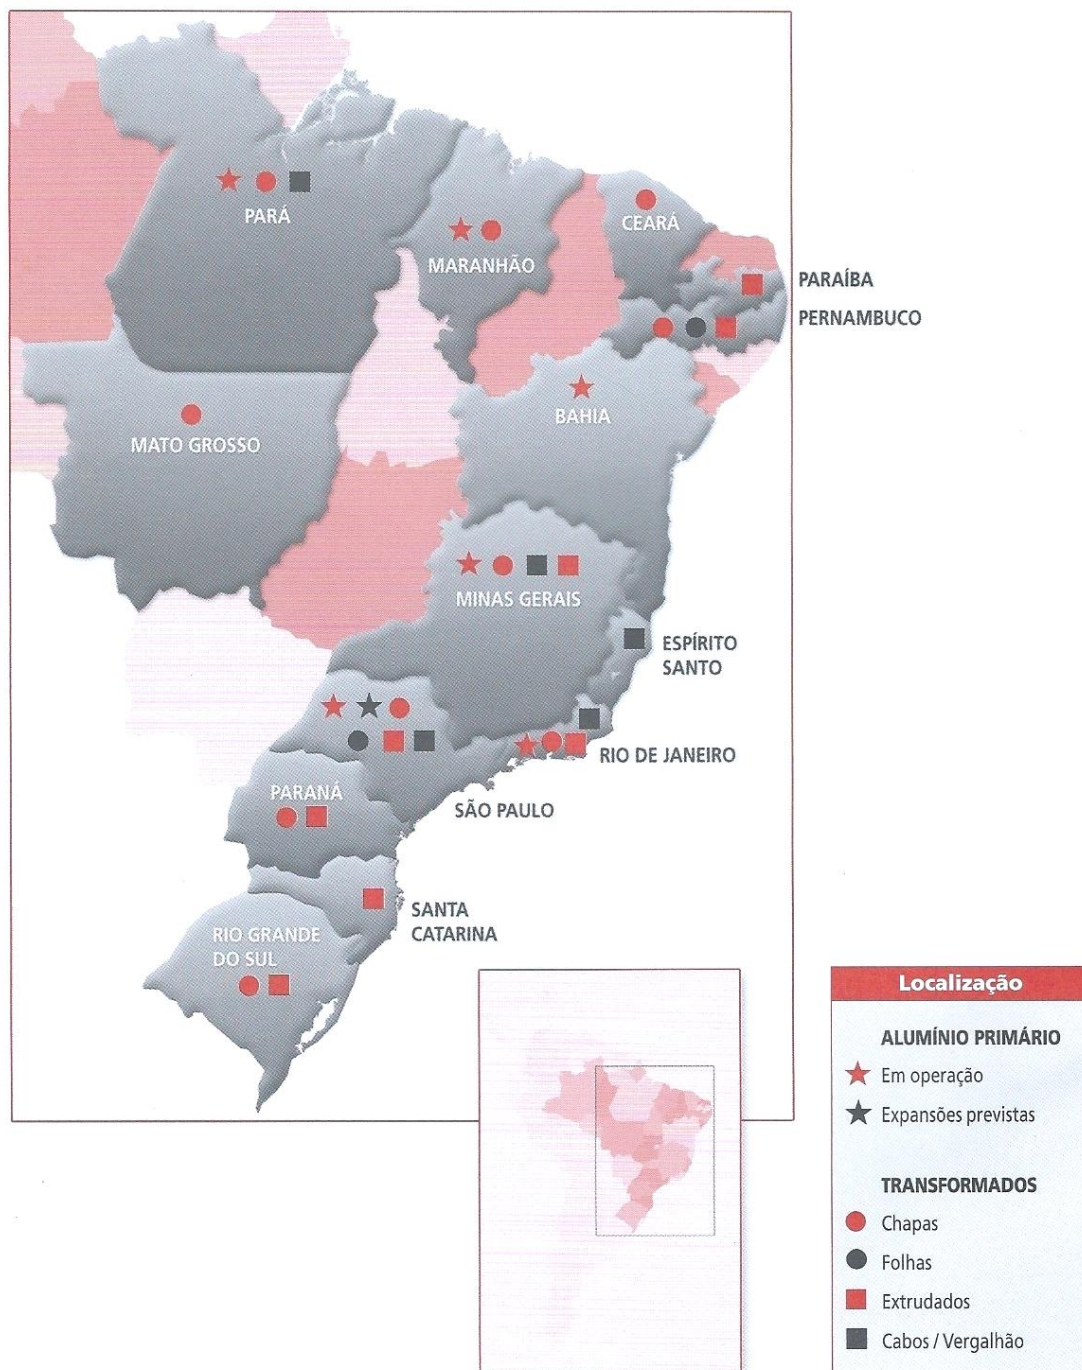 PARÁ
MARANHÃO
CEARÁ
PARAÍBA
PERNAMBUCO
BAHIA
MATO GROSSO
MINAS GERAIS
ESPÍRITO
SANTO
RIO DE JANEIRO
SÃO PAULO
PARANÁ
SANTA
CATARINA
RIO GRANDE
DO SUL
Localização
ALUMÍNIO PRIMÁRIO
Em operação
Expansões previstas
TRANSFORMADOS
Chapas
Folhas
Extrudados
Cabos / Vergalhão